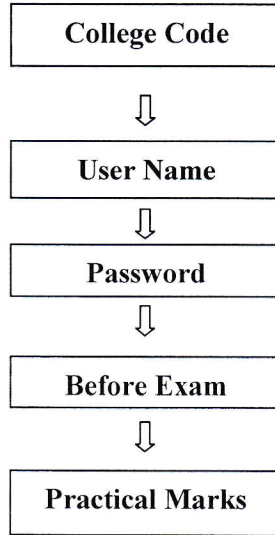 College Code
User Name
Password
Before Exam
Practical Marks